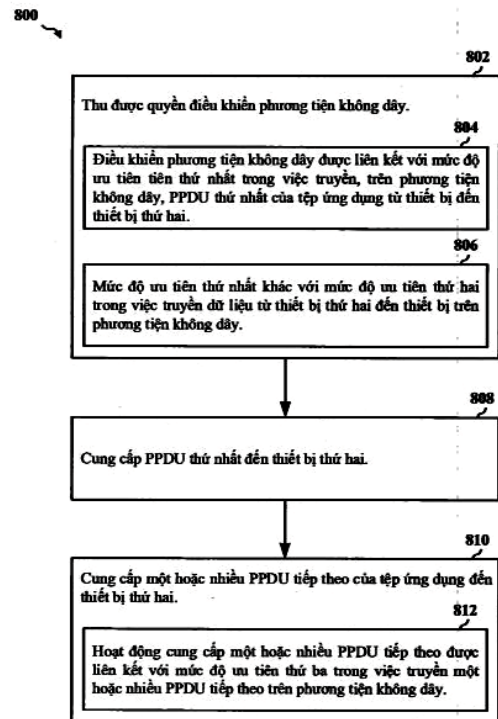 800
802
Thu được quyền điều khiển phương tiện không dây.
804
Điều khiển phương tiện không dây được liên kết với mức độ
ưu tiên tiên thứ nhất trong việc truyền, trên phương tiện
không dây, PPDU thứ nhất của tệp ứng dụng từ thiết bị đến
thiết bị thứ hai.
806
Mức độ ưu tiên thứ nhất khác với mức độ ưu tiên thứ hai
trong việc truyền dữ liệu từ thiết bị thứ hai đến thiết bị trên
phương tiện không dây.
808
Cung cấp PPDU thứ nhất đến thiết bị thứ hai.
810
Cung cấp một hoặc nhiều PPDU tiếp theo của tệp ứng dụng đến
thiết bị thứ hai.
812
Hoạt động cung cấp một hoặc nhiều PPDU tiếp theo được
liên kết với mức độ ưu tiên thứ ba trong việc truyền một
hoặc nhiều PPDU tiếp theo trên phương tiện không dây.